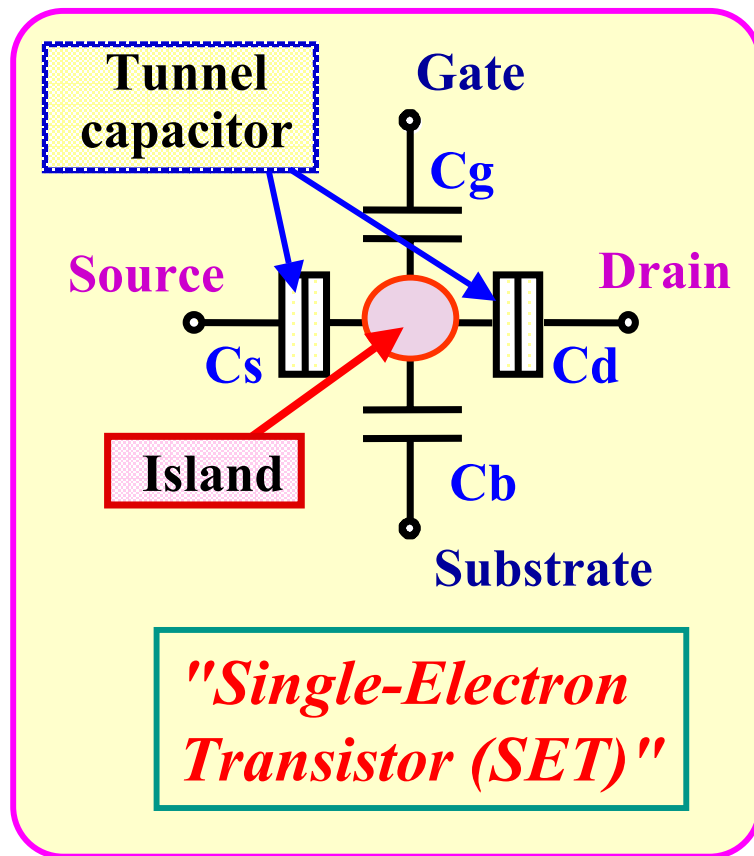 Tunnel
capacitor
Gate
Cg
Source
Drain
Cs
Cd
Island
Cb
Substrate
"Single-Electron
Transistor (SET)"